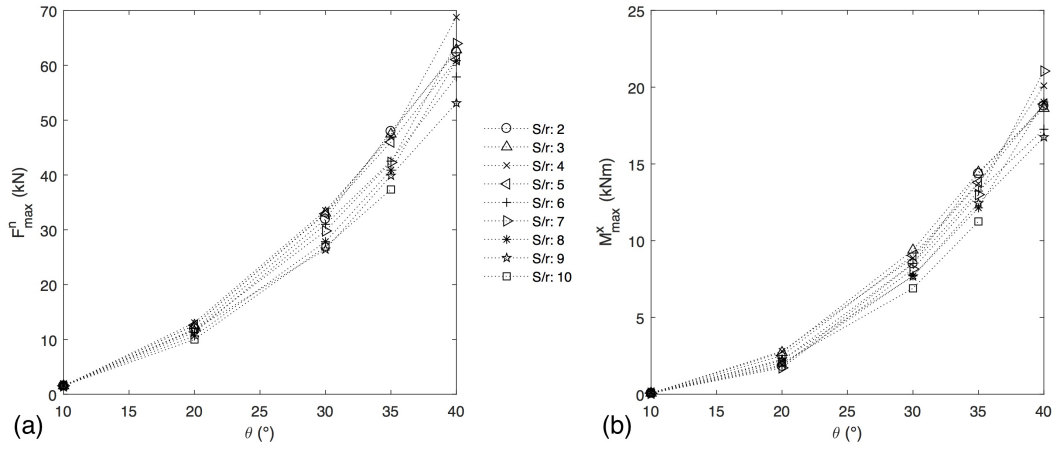 70
60
50
40
30
20
10
0
F^n_max (kN)
10 15 20 25 30 35 40
θ (°)
(a)
S/r: 2
S/r: 3
S/r: 4
S/r: 5
S/r: 6
S/r: 7
S/r: 8
S/r: 9
S/r: 10
25
20
15
10
5
0
M^x_max (kNm)
10 15 20 25 30 35 40
θ (°)
(b)